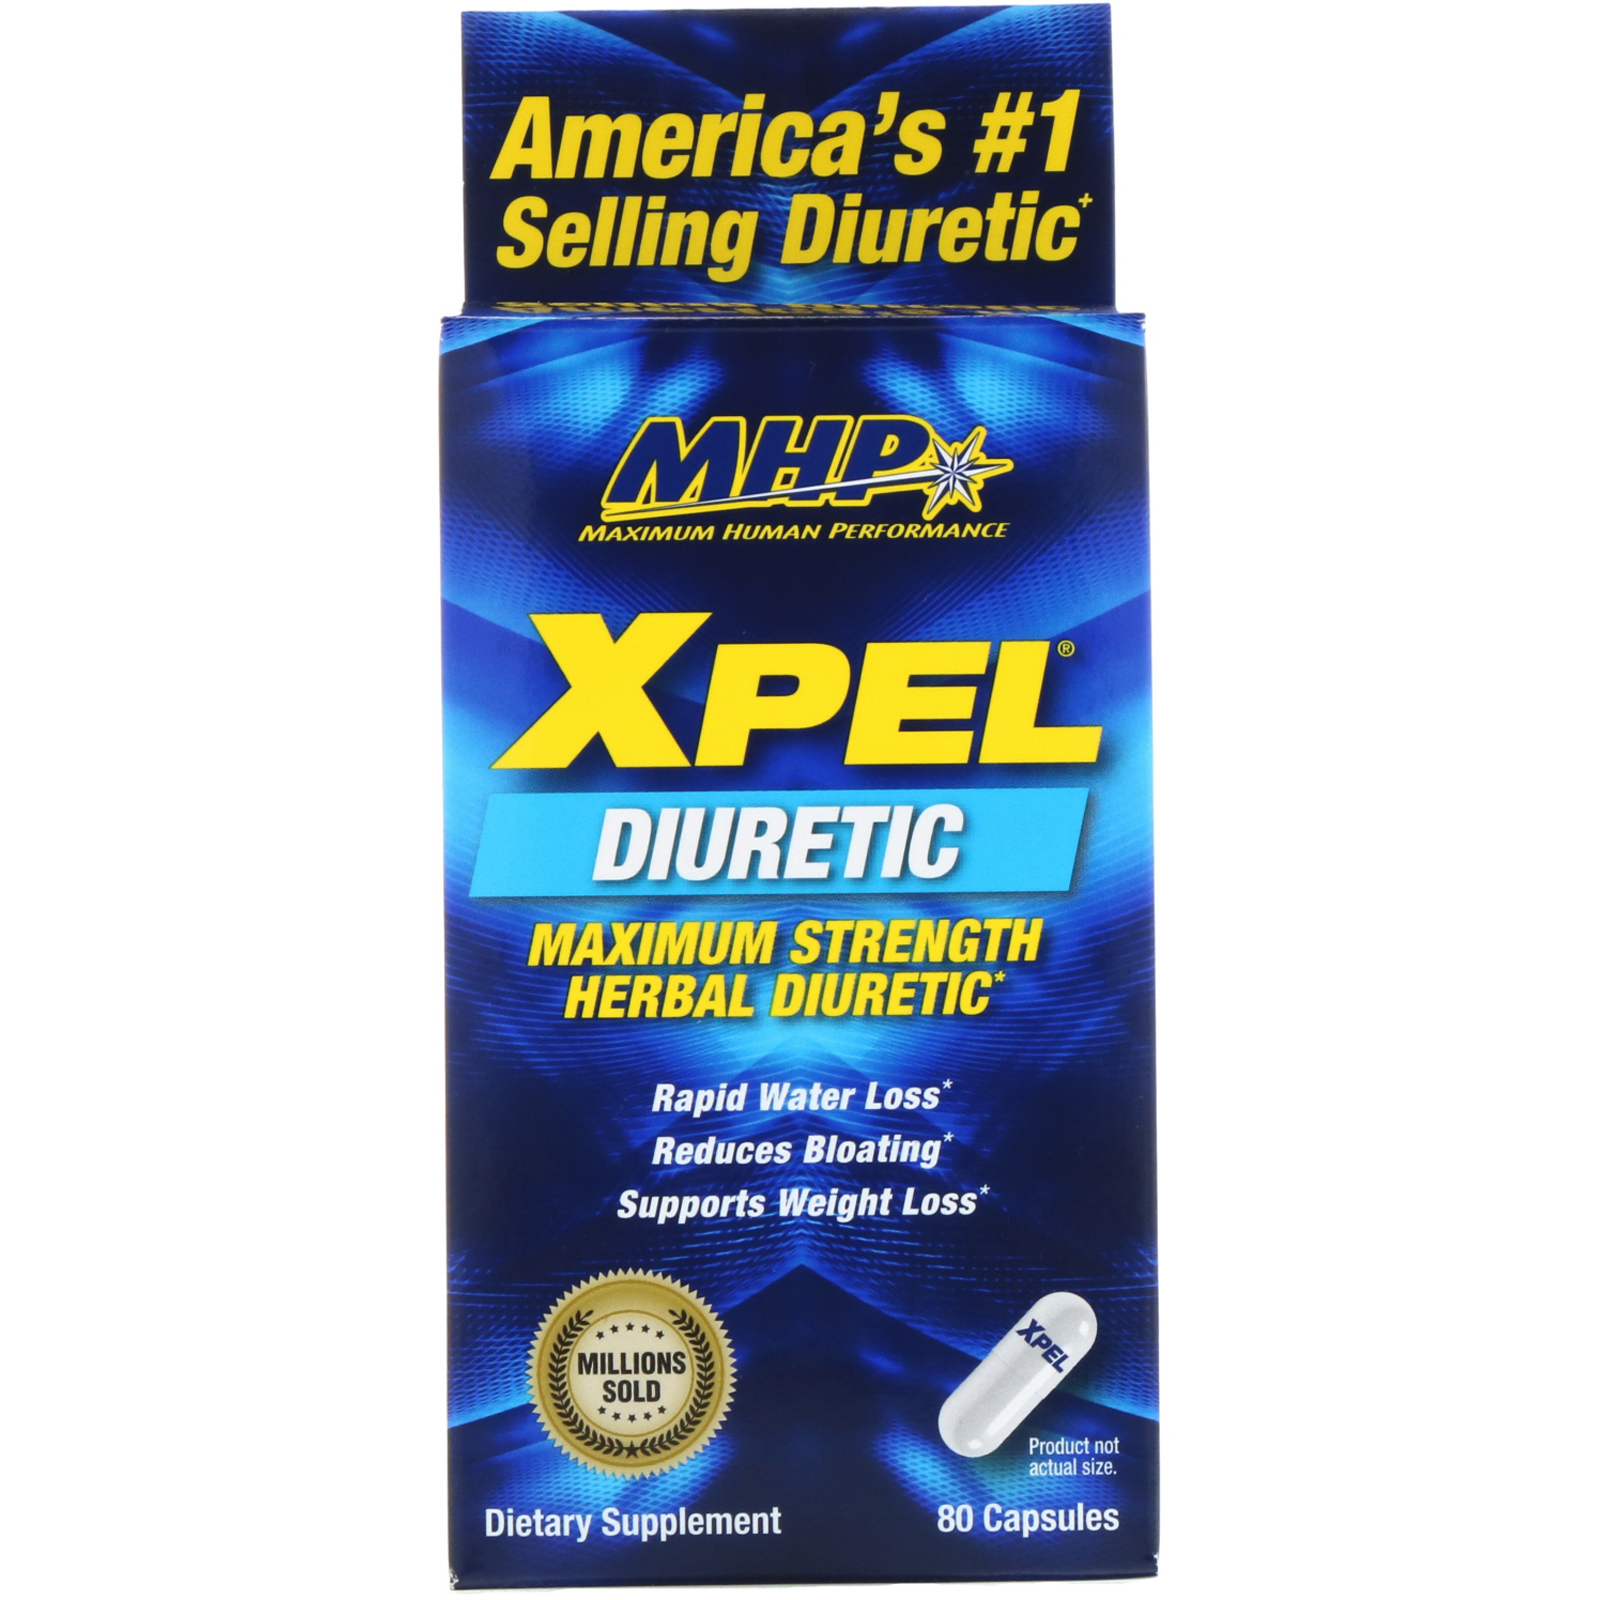 America's #1
Selling Diuretic+
MHP
MAXIMUM HUMAN PERFORMANCE
XPEL®
DIURETIC
MAXIMUM STRENGTH
HERBAL DIURETIC*
Rapid Water Loss*
Reduces Bloating*
Supports Weight Loss*
MILLIONS
SOLD
XPEL
Product not
actual size.
Dietary Supplement
80 Capsules